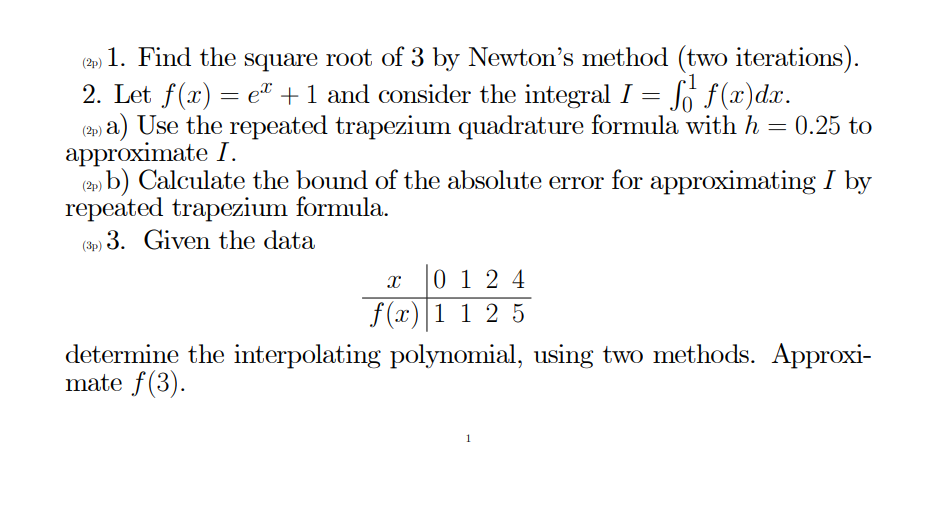 (2p) 1. Find the square root of 3 by Newton's method (two iterations).
2. Let f(x) = e^x + 1 and consider the integral I = ∫_0^1 f(x)dx.
(2p) a) Use the repeated trapezium quadrature formula with h = 0.25 to
approximate I.
(2p) b) Calculate the bound of the absolute error for approximating I by
repeated trapezium formula.
(3p) 3. Given the data
x | 0 1 2 4
f(x) | 1 1 2 5
determine the interpolating polynomial, using two methods. Approxi-
mate f(3).
1